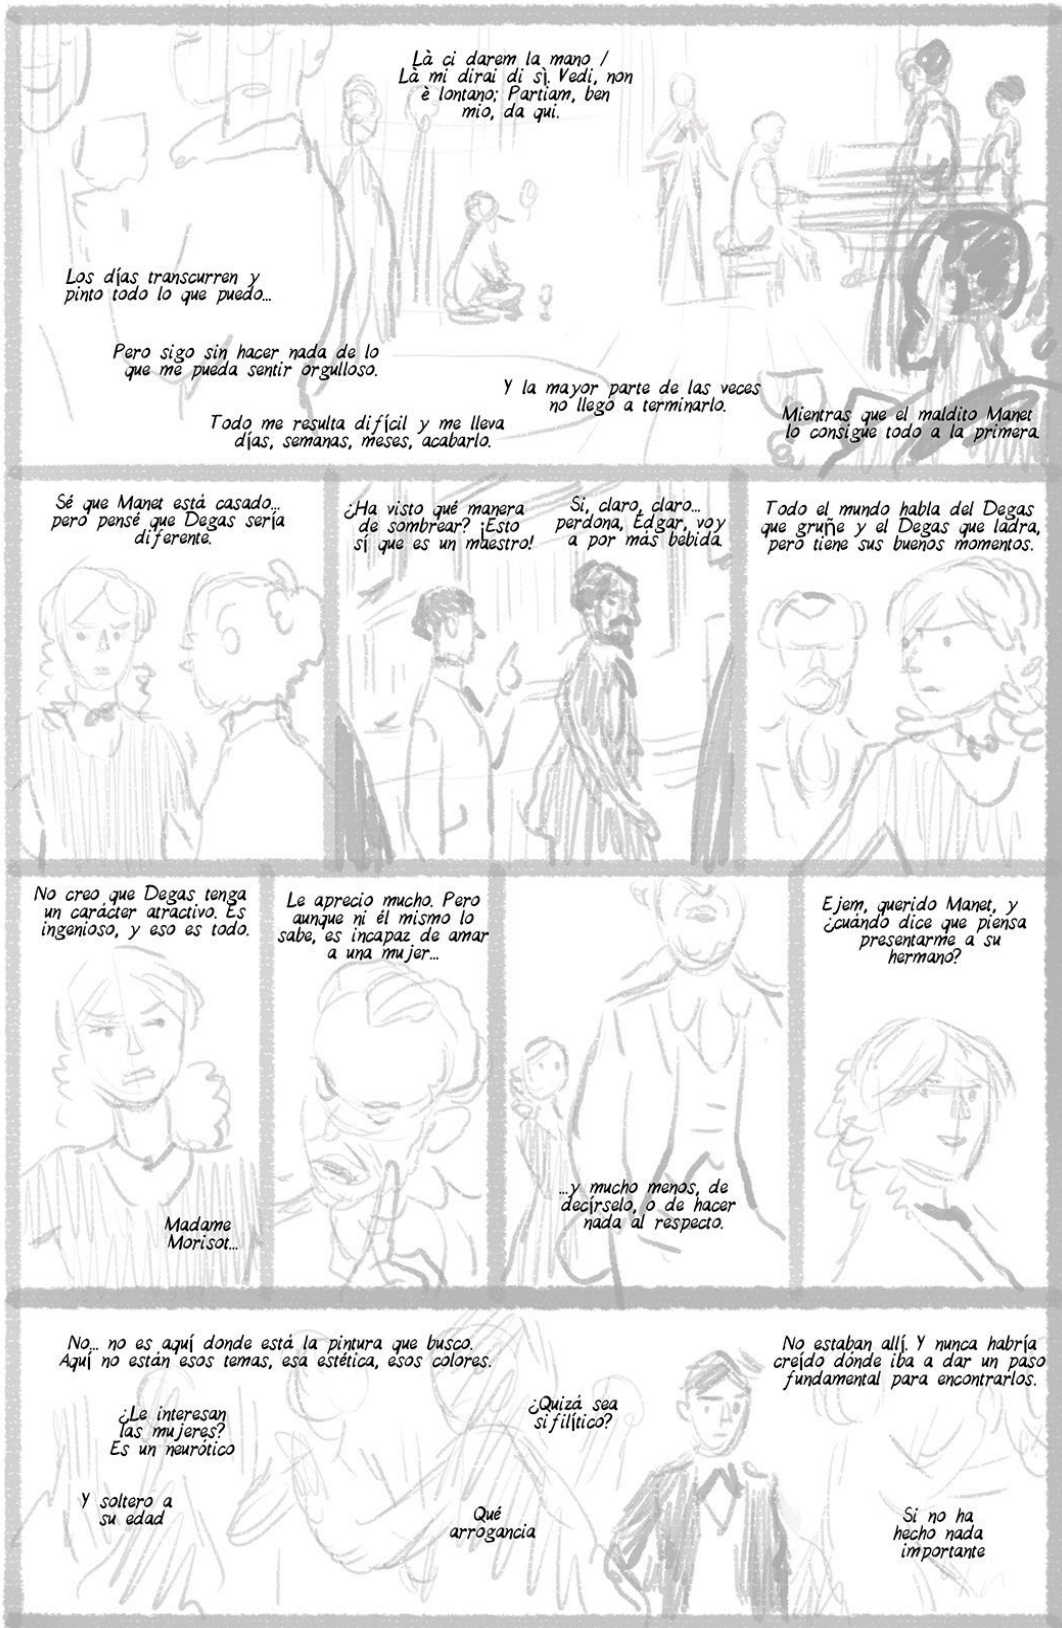 Là ci darem la mano /
Là mi dirai di sì. Vedi, non
è lontano; Partiam, ben
mio, da qui.
Los días transcurren y
pinto todo lo que puedo...
Pero sigo sin hacer nada de lo
que me pueda sentir orgulloso.
Todo me resulta difícil y me lleva
días, semanas, meses, acabarlo.
Y la mayor parte de las veces
no llego a terminarlo.
Mientras que el maldito Manet
lo consigue todo a la primera
Sé que Manet está casado...
pero pensé que Degas sería
diferente.
¿Ha visto qué manera
de sombrear? ¡Esto
sí que es un maestro!
Si, claro, claro...
perdona, Edgar, voy
a por más bebida
Todo el mundo habla del Degas
que gruñe y el Degas que ladra,
pero tiene sus buenos momentos.
No creo que Degas tenga
un carácter atractivo. Es
ingenioso, y eso es todo.
Madame
Morisot...
Le aprecio mucho. Pero
aunque ni él mismo lo
sabe, es incapaz de amar
a una mujer...
...y mucho menos, de
decírselo, o de hacer
nada al respecto.
Ejem, querido Manet, y
¿cuándo dice que piensa
presentarme a su
hermano?
No... no es aquí donde está la pintura que busco.
Aquí no están esos temas, esa estética, esos colores.
¿Le interesan
las mujeres?
Es un neurótico
Y soltero a
su edad
¿Quizá sea
sifilítico?
Qué
arrogancia
No estaban allí. Y nunca habría
creído dónde iba a dar un paso
fundamental para encontrarlos.
Si no ha
hecho nada
importante